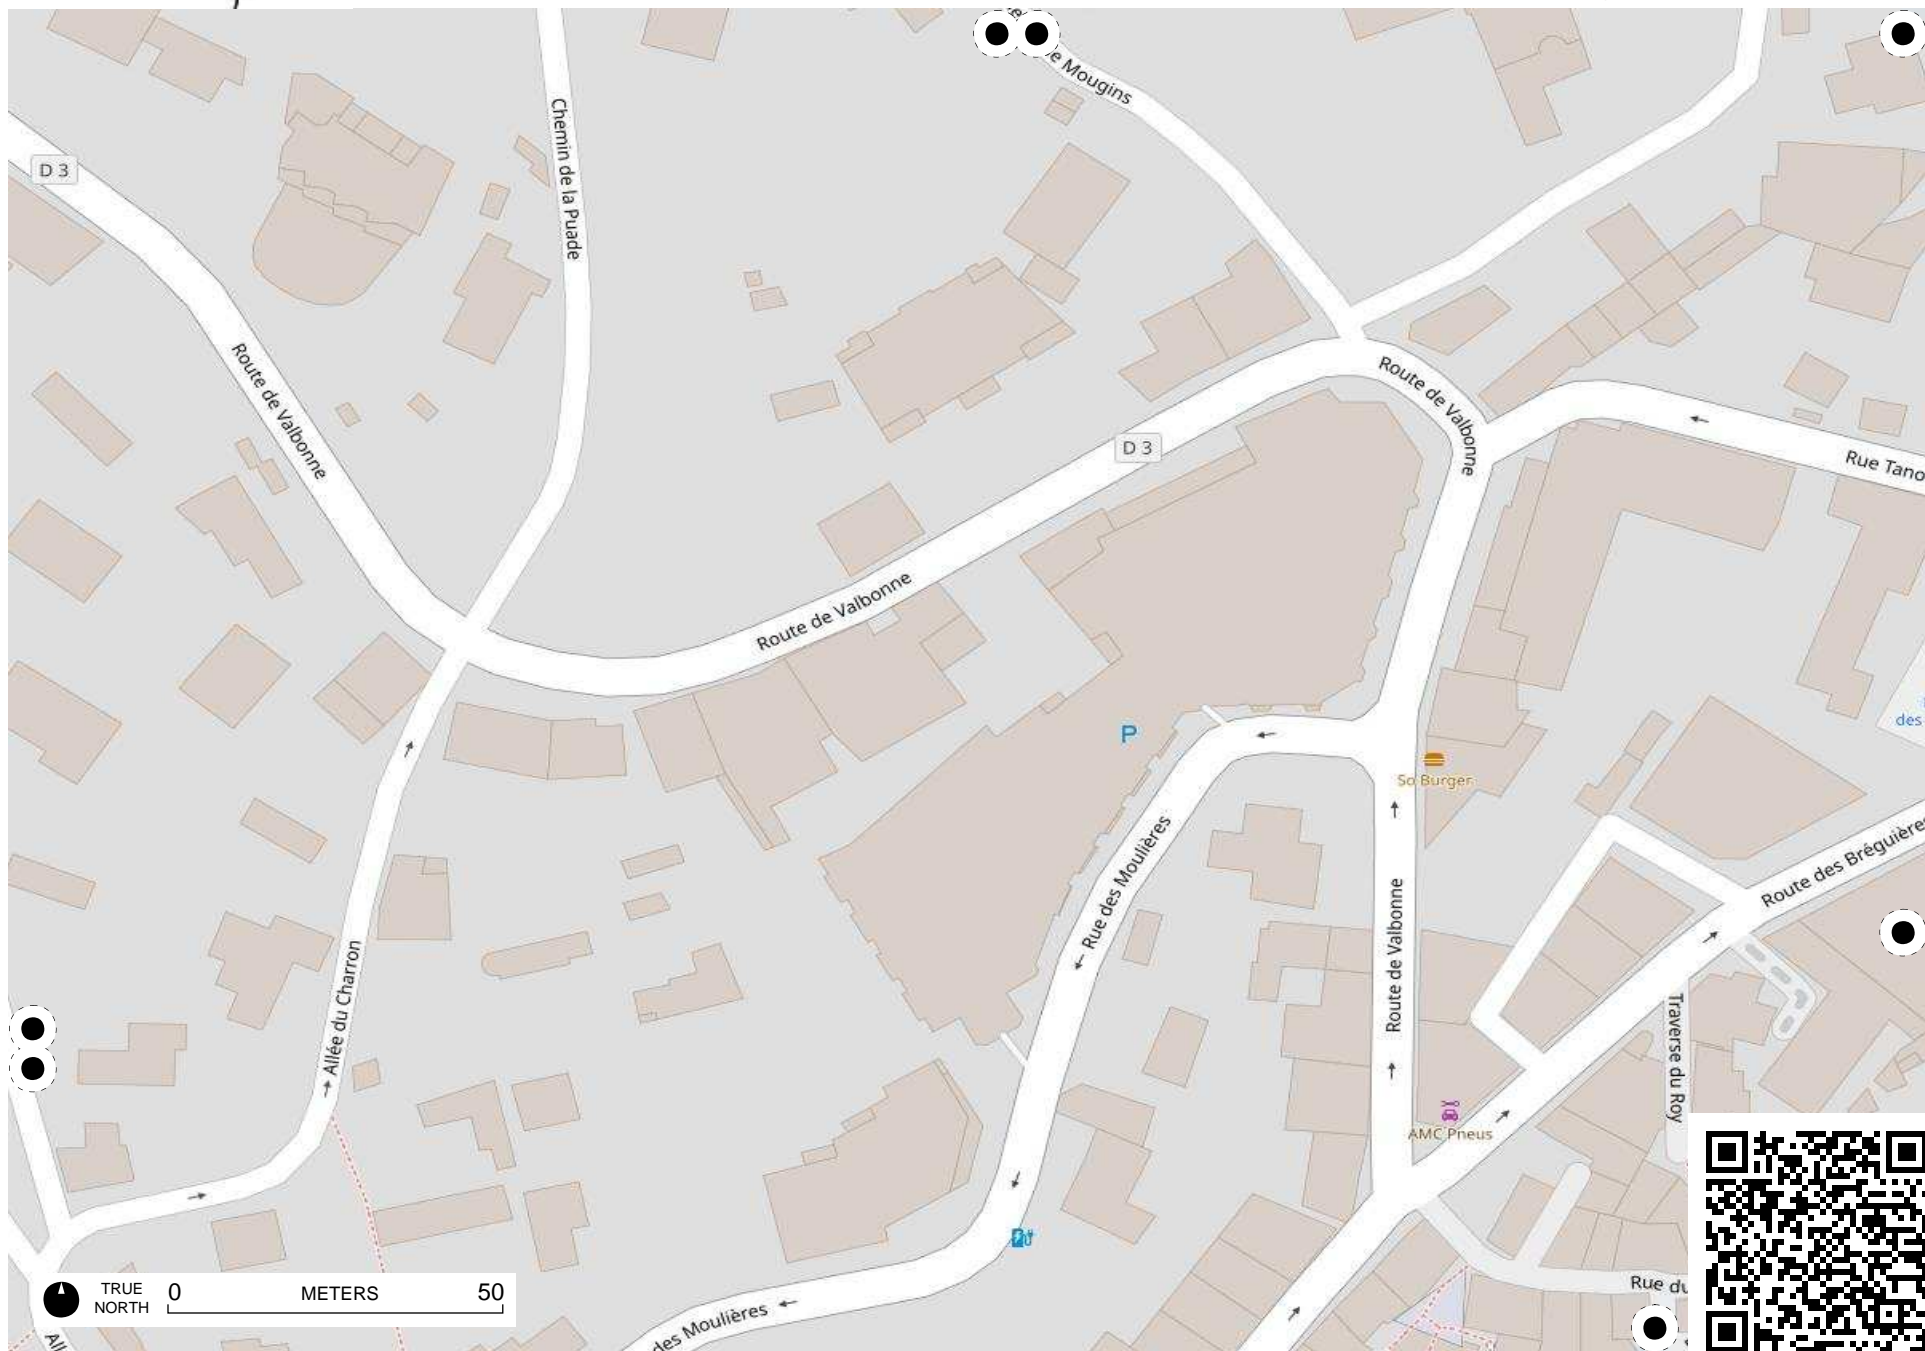 Mougins
Chemin de la Puade
D 3
Route de Valbonne
Route de Valbonne
D 3
Rue Tano
Route de Valbonne
des
P
So Burger
Rue des Moulières
Route des Bréguières
Route de Valbonne
Allée du Charron
Traverse du Roy
AMC Pneus
Rue du
TRUE
NORTH
0
METERS
50
des Moulières
All